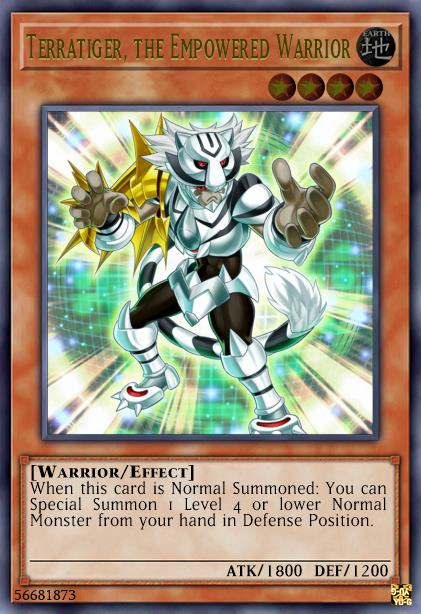 Terratiger, the Empowered Warrior
EARTH
地
[Warrior/Effect]
When this card is Normal Summoned: You can
Special Summon 1 Level 4 or lower Normal
Monster from your hand in Defense Position.
ATK/1800 DEF/1200
56681873